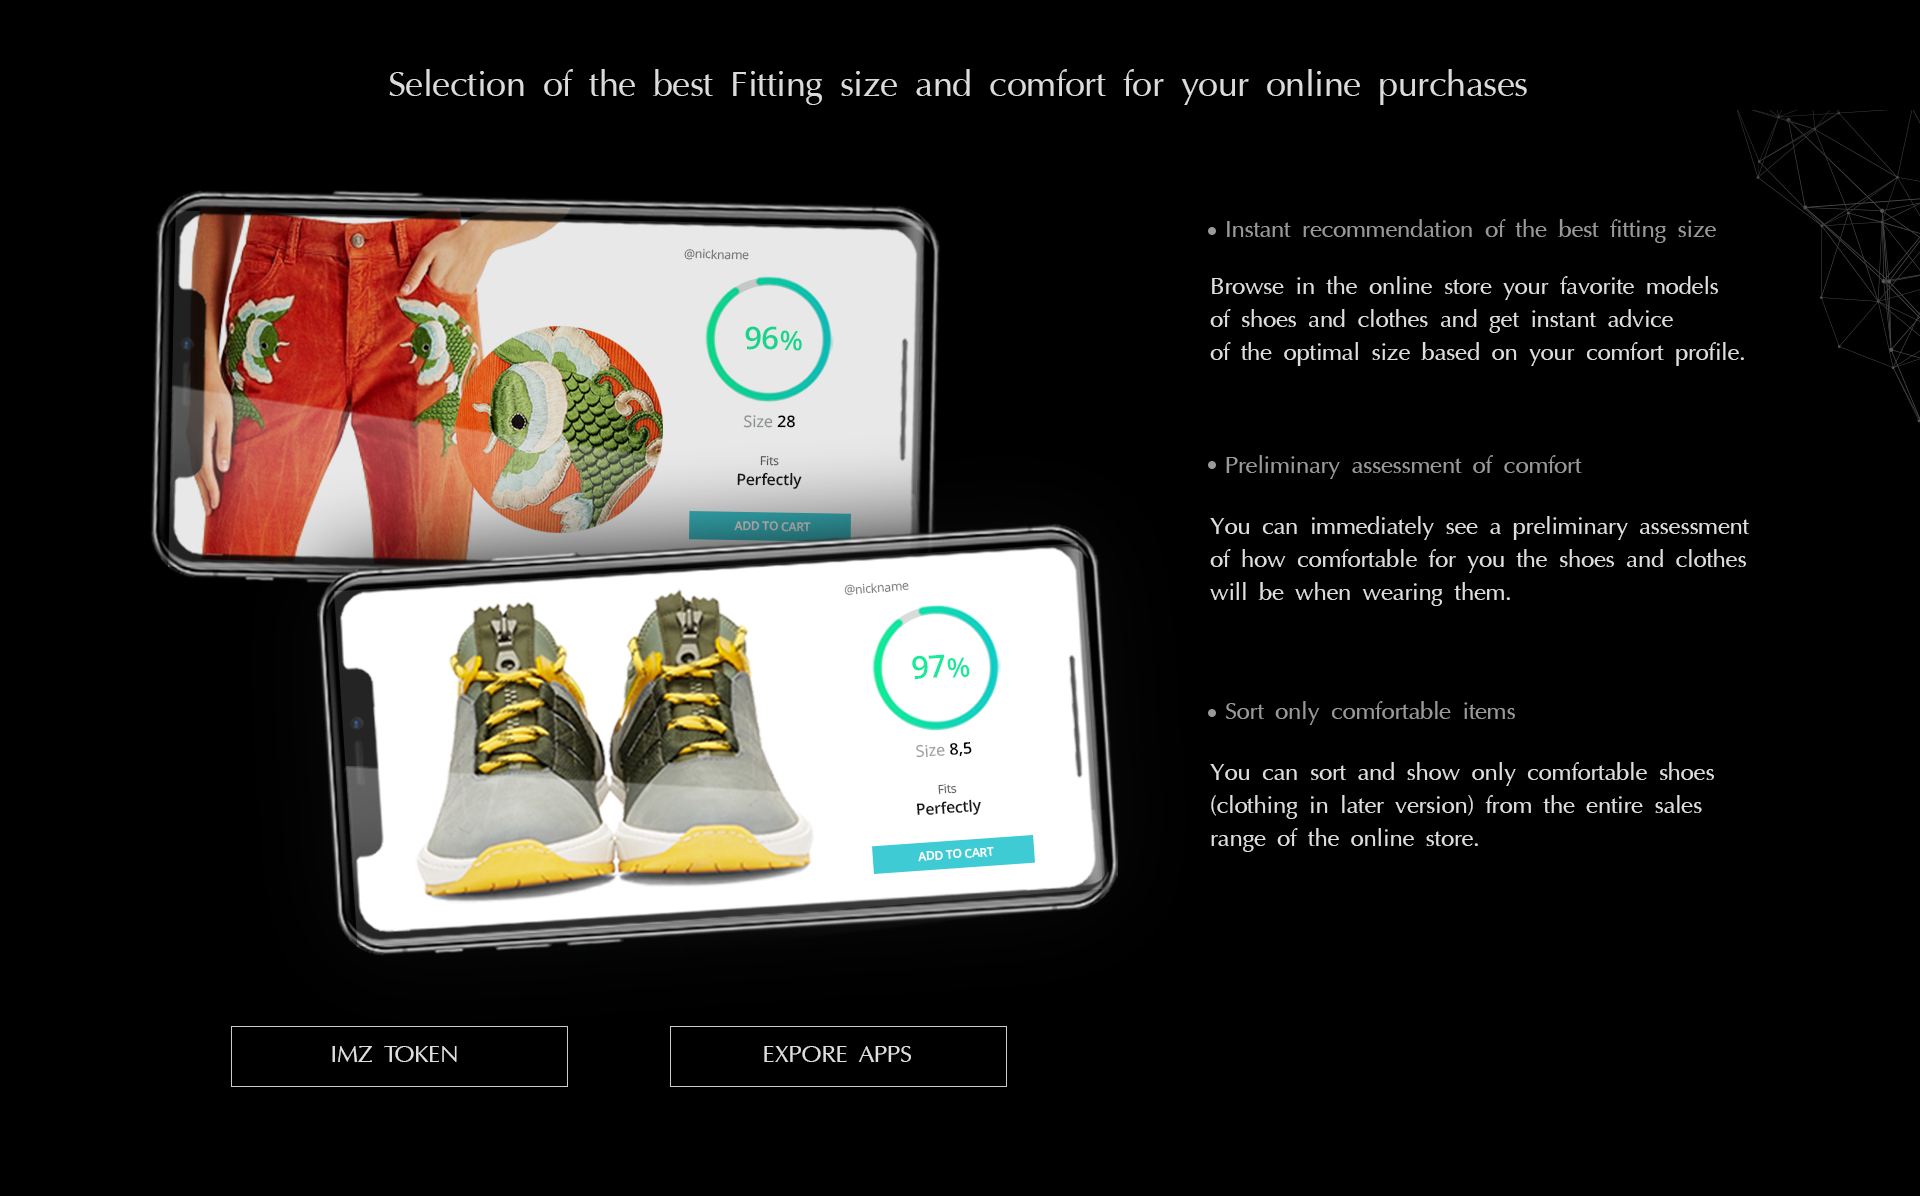 Selection of the best Fitting size and comfort for your online purchases
@nickname
96%
Size 28
Fits
Perfectly
ADD TO CART
@nickname
97%
Size 8,5
Fits
Perfectly
ADD TO CART
• Instant recommendation of the best fitting size
Browse in the online store your favorite models
of shoes and clothes and get instant advice
of the optimal size based on your comfort profile.
• Preliminary assessment of comfort
You can immediately see a preliminary assessment
of how comfortable for you the shoes and clothes
will be when wearing them.
• Sort only comfortable items
You can sort and show only comfortable shoes
(clothing in later version) from the entire sales
range of the online store.
IMZ TOKEN
EXPORE APPS